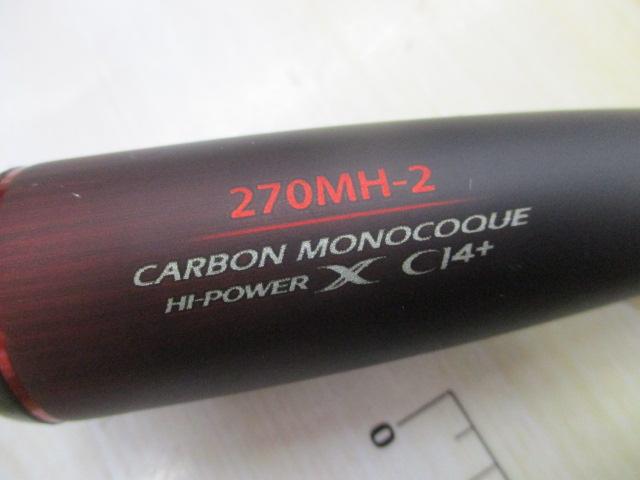 270MH-2
CARBON MONOCOQUE
HI-POWER X CI4+
0